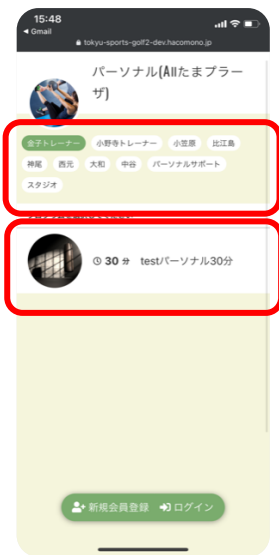 15:48
◀ Gmail
tokyu-sports-golf2-dev.hacomono.jp
パーソナル(Allたまプラー
ザ)
金子トレーナー 小野寺トレーナー 小笠原 比江島
神尾 西元 大和 中谷 パーソナルサポート
スタジオ
30 分 testパーソナル30分
新規会員登録 ログイン